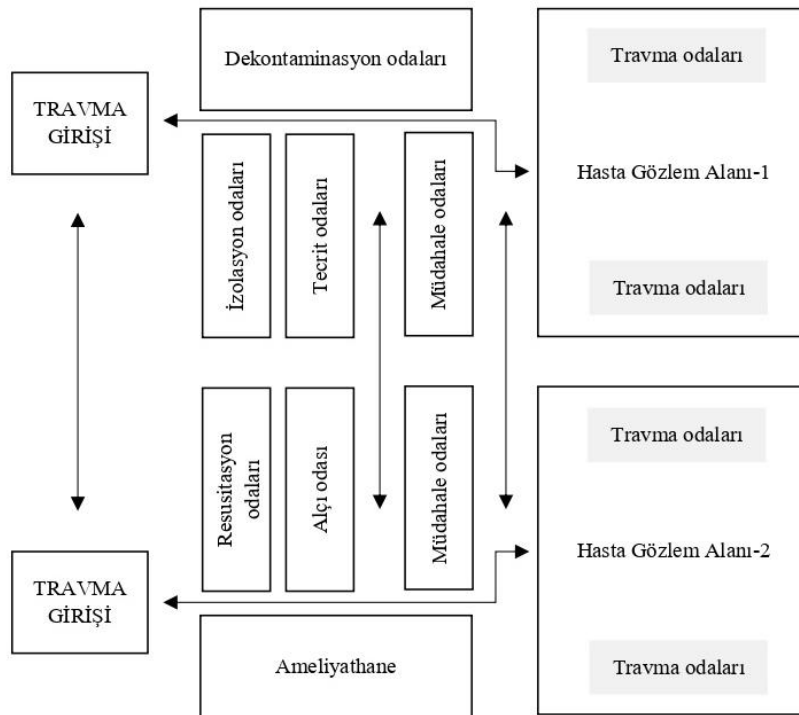 Dekontaminasyon odaları
Travma odaları
TRAVMA
GİRİŞİ
İzolasyon odaları
Tecrit odaları
Müdahale odaları
Hasta Gözlem Alanı-1
Travma odaları
Resusitasyon
odaları
Alçı odası
Müdahale odaları
Travma odaları
Hasta Gözlem Alanı-2
TRAVMA
GİRİŞİ
Ameliyathane
Travma odaları